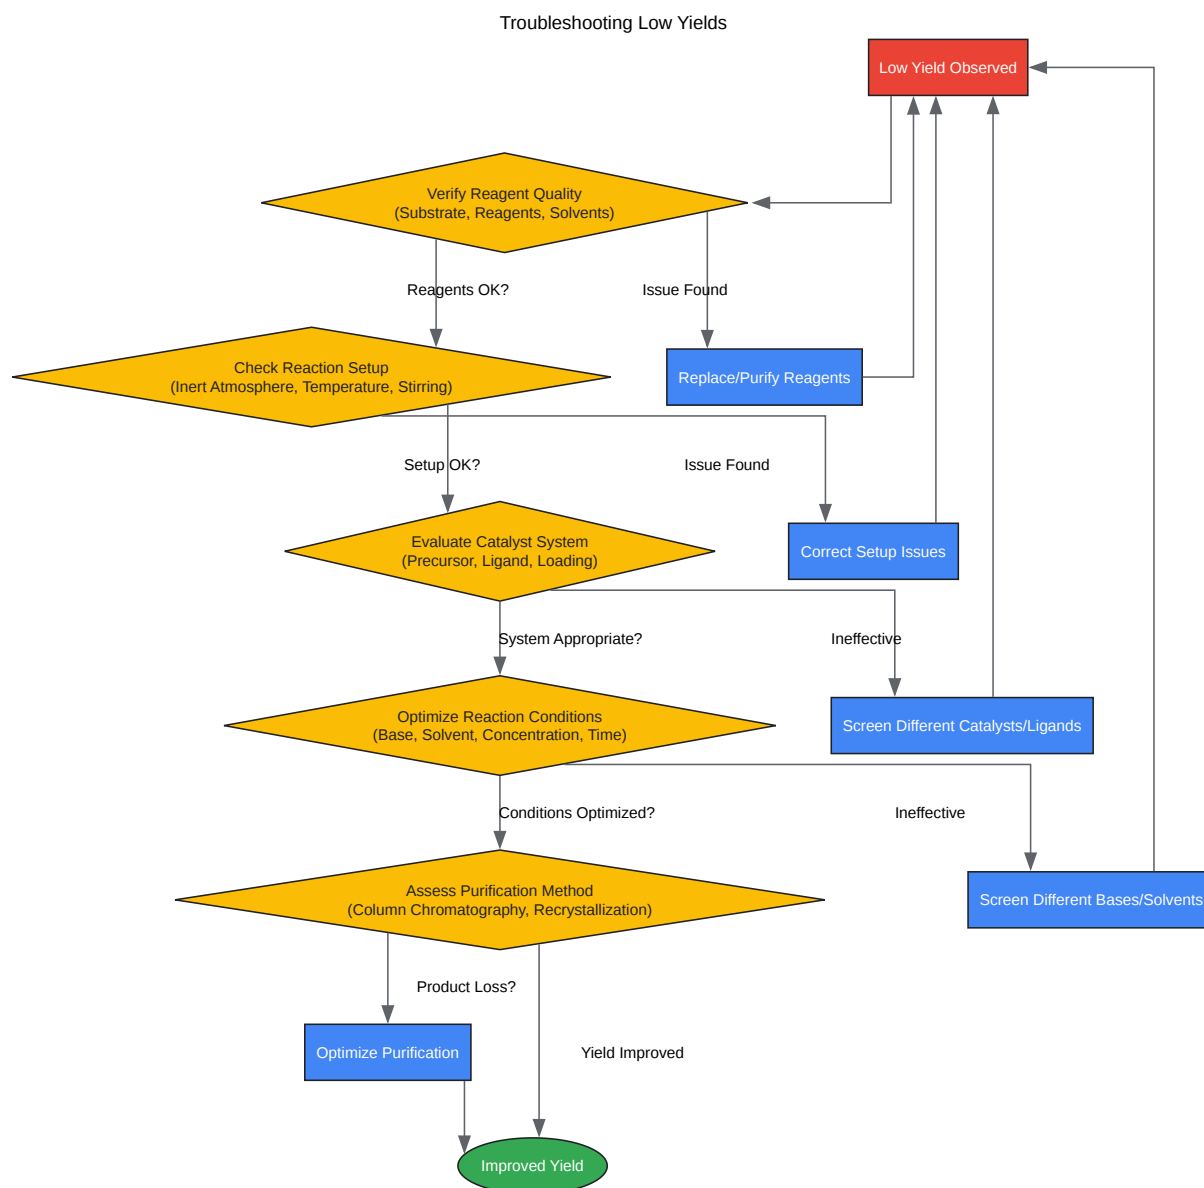 Troubleshooting Low Yields
Low Yield Observed
Verify Reagent Quality
(Substrate, Reagents, Solvents)
Reagents OK?
Issue Found
Check Reaction Setup
(Inert Atmosphere, Temperature, Stirring)
Replace/Purify Reagents
Setup OK?
Issue Found
Evaluate Catalyst System
(Precursor, Ligand, Loading)
Correct Setup Issues
System Appropriate?
Ineffective
Optimize Reaction Conditions
(Base, Solvent, Concentration, Time)
Screen Different Catalysts/Ligands
Conditions Optimized?
Ineffective
Assess Purification Method
(Column Chromatography, Recrystallization)
Screen Different Bases/Solvents
Product Loss?
Optimize Purification
Yield Improved
Improved Yield